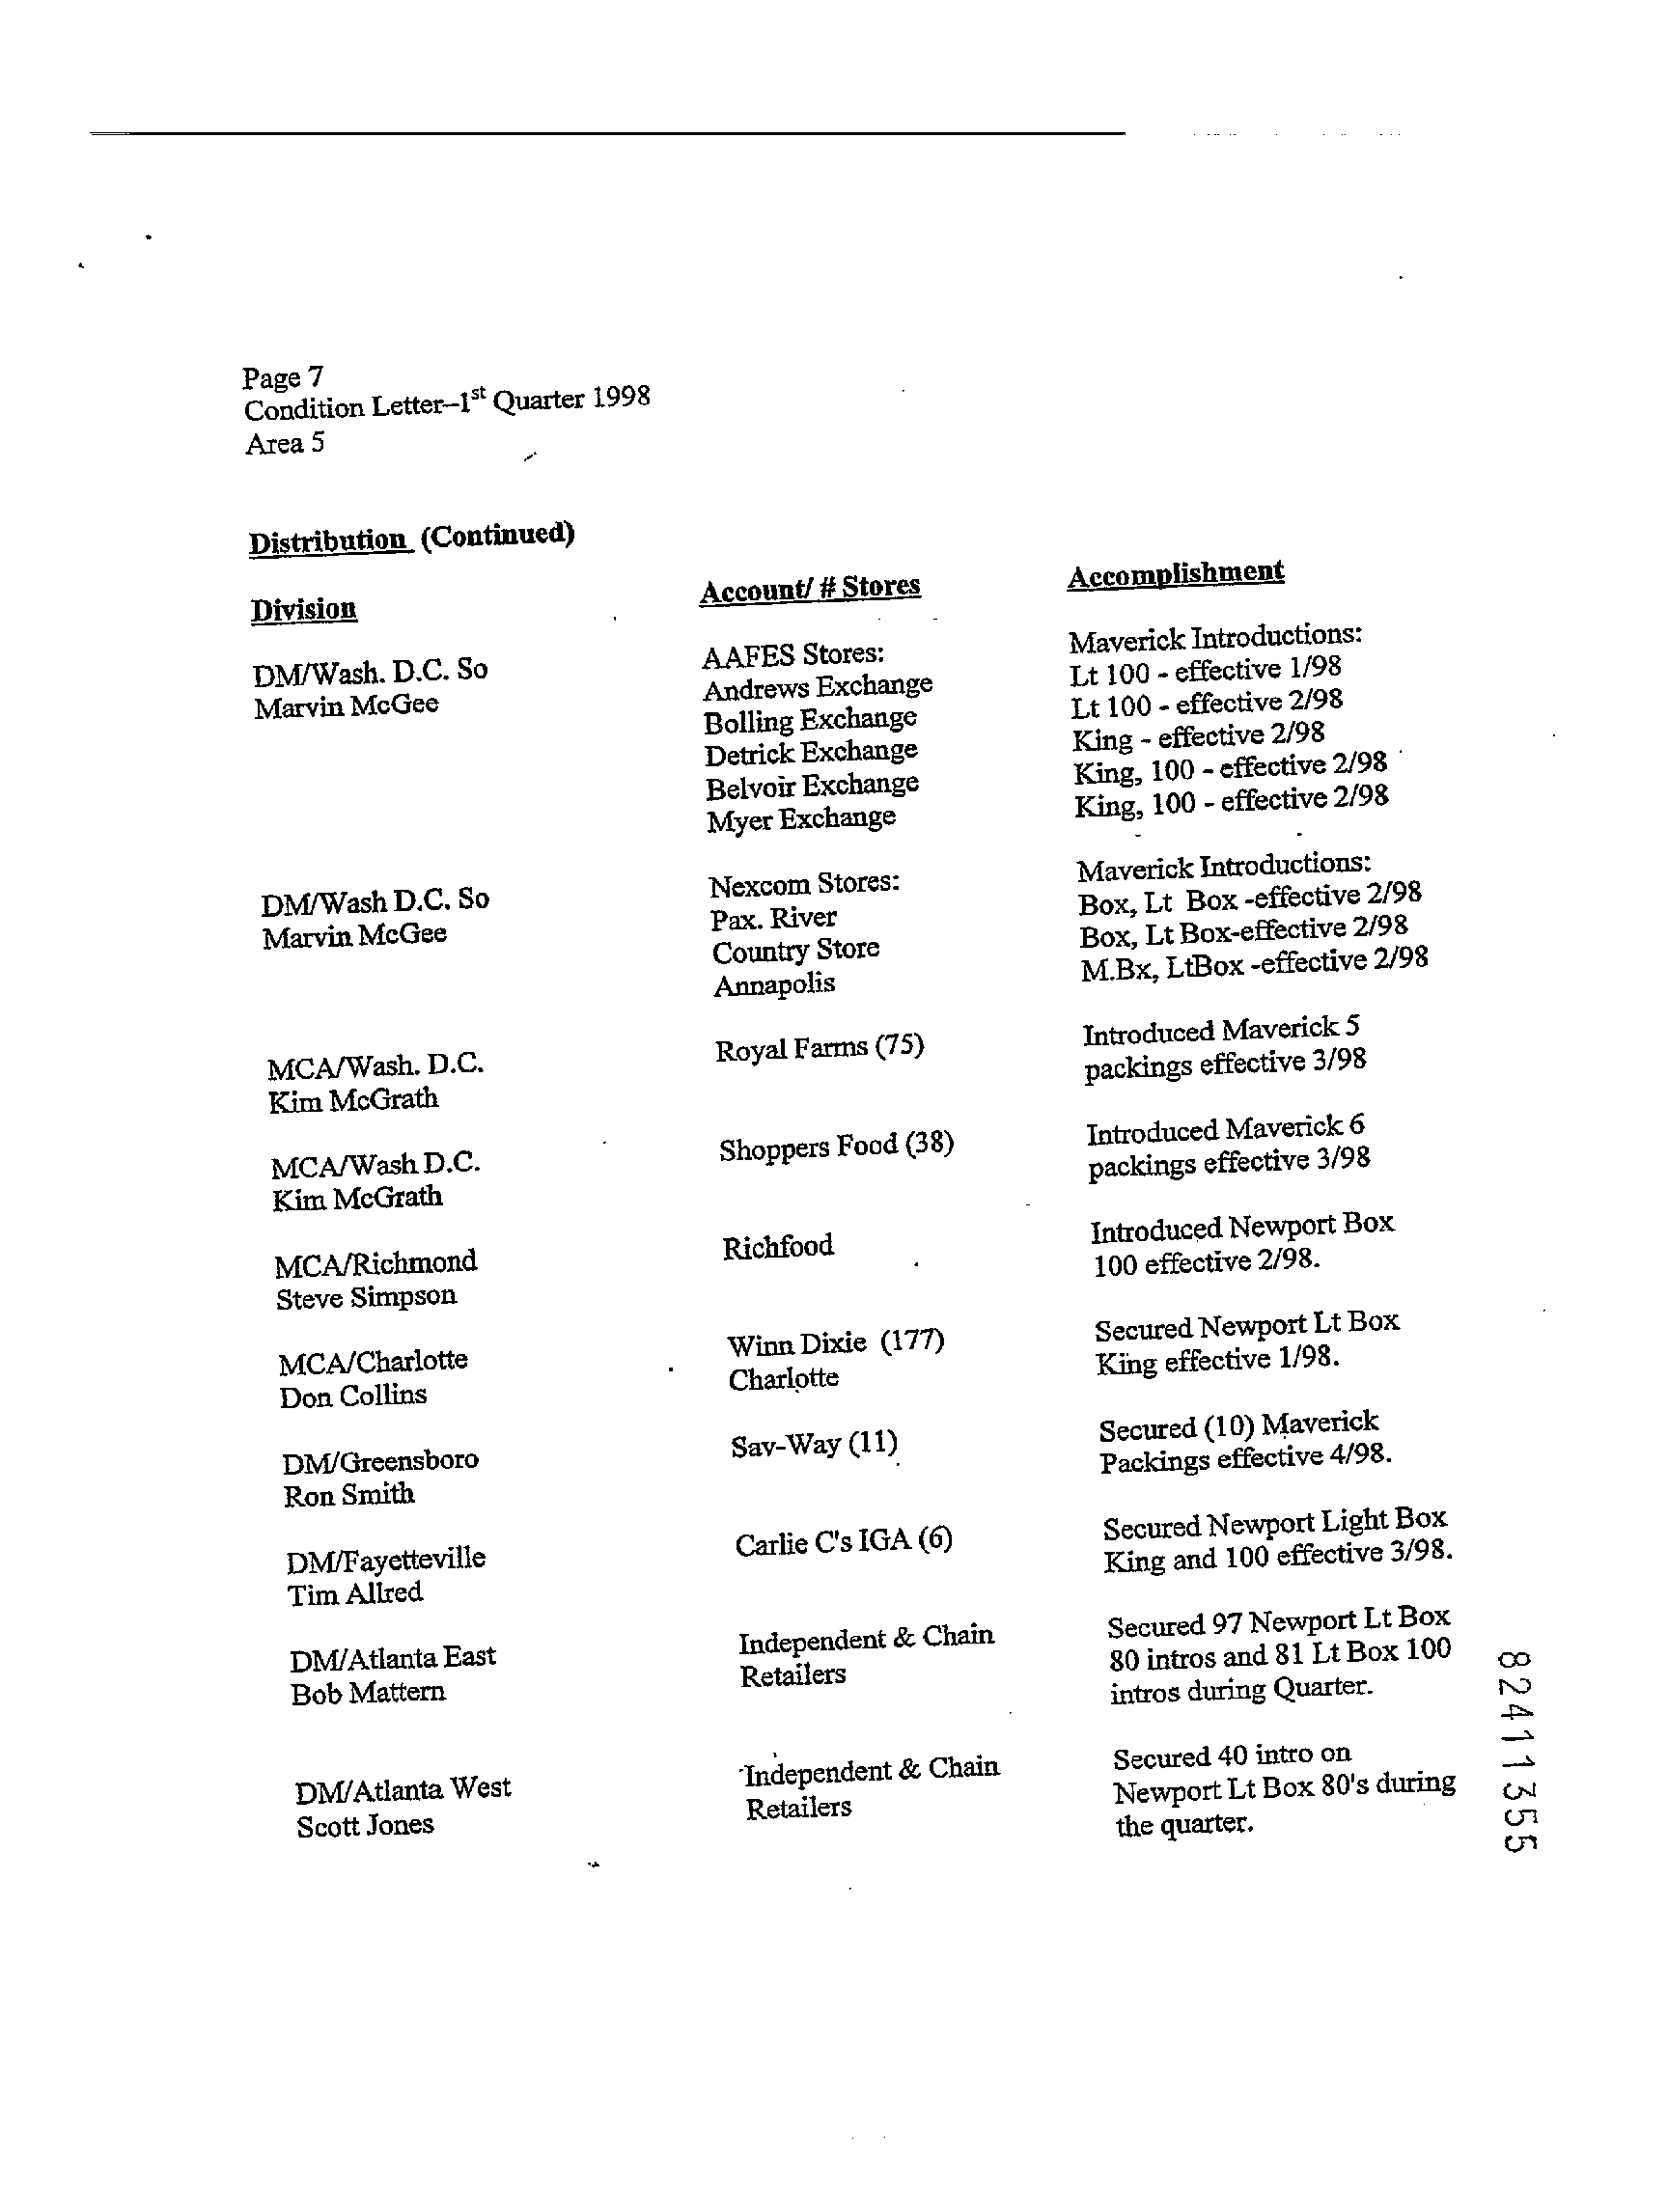 Page 7
Condition Letter–1st Quarter 1998
Area 5
Distribution (Continued)
Division Account/ # Stores Accomplishment
DM/Wash. D.C. So AAFES Stores: Maverick Introductions:
Marvin McGee Andrews Exchange Lt 100 - effective 1/98
Bolling Exchange Lt 100 - effective 2/98
Detrick Exchange King - effective 2/98
Belvoir Exchange King, 100 - effective 2/98
Myer Exchange King, 100 - effective 2/98
DM/Wash D.C. So Nexcom Stores: Maverick Introductions:
Marvin McGee Pax. River Box, Lt Box -effective 2/98
Country Store Box, Lt Box-effective 2/98
Annapolis M.Bx, LtBox -effective 2/98
MCA/Wash. D.C. Royal Farms (75) Introduced Maverick 5
Kim McGrath packings effective 3/98
MCA/Wash D.C. Shoppers Food (38) Introduced Maverick 6
Kim McGrath packings effective 3/98
MCA/Richmond Richfood Introduced Newport Box
Steve Simpson 100 effective 2/98.
MCA/Charlotte Winn Dixie (177) Secured Newport Lt Box
Don Collins Charlotte King effective 1/98.
DM/Greensboro Sav-Way (11) Secured (10) Maverick
Ron Smith Packings effective 4/98.
DM/Fayetteville Carlie C's IGA (6) Secured Newport Light Box
Tim Allred King and 100 effective 3/98.
DM/Atlanta East Independent & Chain Secured 97 Newport Lt Box
Bob Mattern Retailers 80 intros and 81 Lt Box 100
intros during Quarter.
DM/Atlanta West Independent & Chain Secured 40 intro on
Scott Jones Retailers Newport Lt Box 80's during
the quarter.
82411355